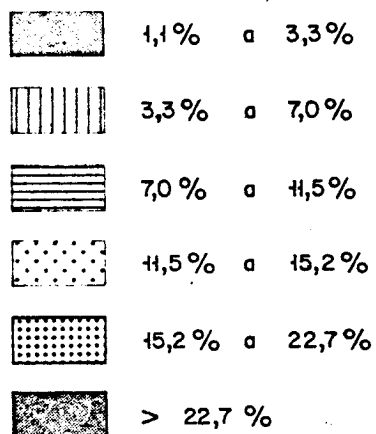 1,1% a 3,3%
3,3% a 7,0%
7,0% a 11,5%
11,5% a 15,2%
15,2% a 22,7%
> 22,7 %